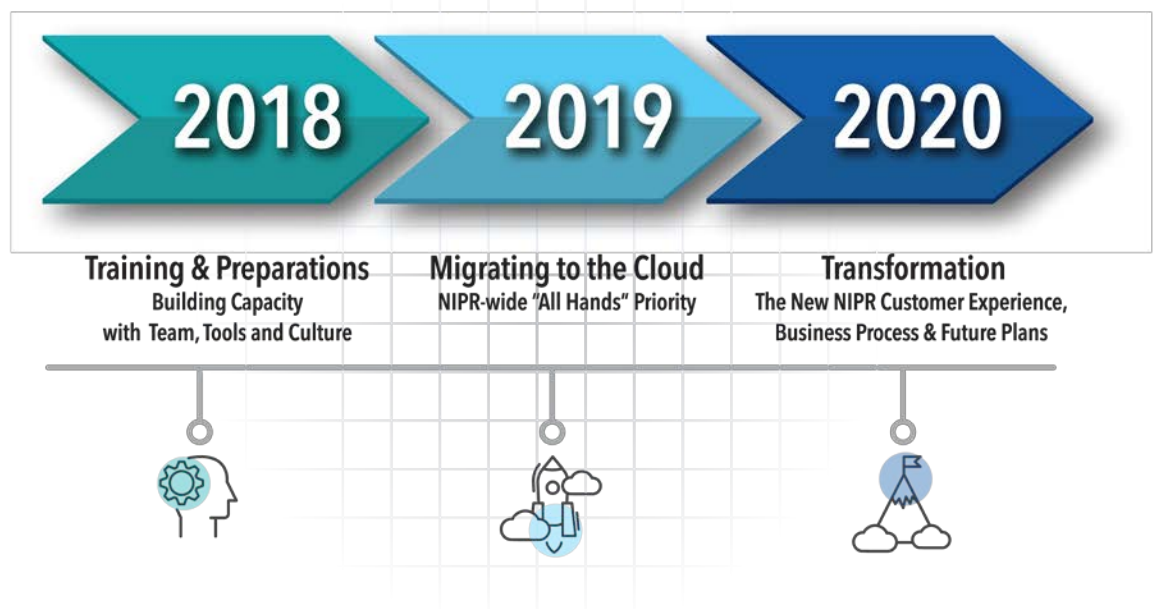 2018
2019
2020
Training & Preparations
Building Capacity
with Team, Tools and Culture
Migrating to the Cloud
NIPR-wide "All Hands" Priority
Transformation
The New NIPR Customer Experience,
Business Process & Future Plans